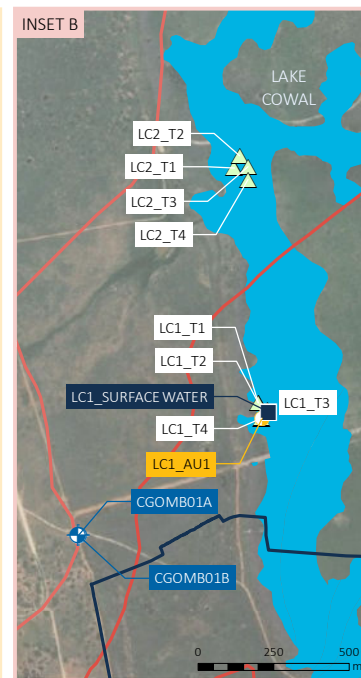 INSET B
LAKE
COWAL
LC2_T2
LC2_T1
LC2_T3
LC2_T4
LC1_T1
LC1_T2
LC1_SURFACE WATER
LC1_T3
LC1_T4
LC1_AU1
CGOMB01A
CGOMB01B
0 250 500
m